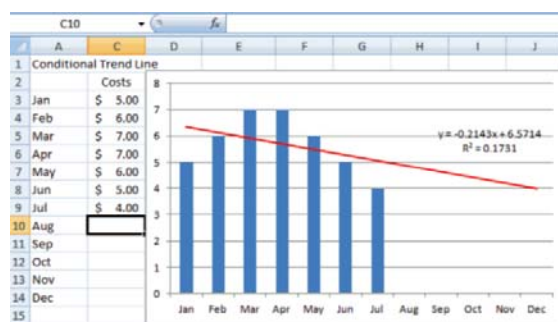 C10 fx
A C D E F G H I J
1 Conditional Trend Line
2 Costs
3 Jan $ 5.00
4 Feb $ 6.00
5 Mar $ 7.00
6 Apr $ 7.00
7 May $ 6.00
8 Jun $ 5.00
9 Jul $ 4.00
10 Aug
11 Sep
12 Oct
13 Nov
14 Dec
15
8
7
6
5
4
3
2
1
0
y = -0.2143x + 6.5714
R² = 0.1731
Jan Feb Mar Apr May Jun Jul Aug Sep Oct Nov Dec